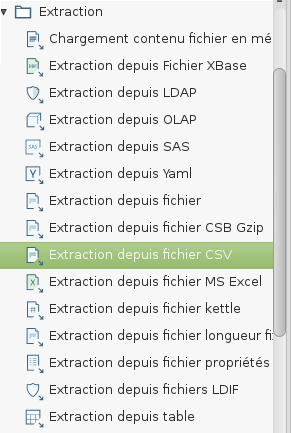 Extraction
Chargement contenu fichier en mé
Extraction depuis Fichier XBase
Extraction depuis LDAP
Extraction depuis OLAP
SAS Extraction depuis SAS
Extraction depuis Yaml
Extraction depuis fichier
Extraction depuis fichier CSB Gzip
Extraction depuis fichier CSV
Extraction depuis fichier MS Excel
Extraction depuis fichier kettle
Extraction depuis fichier longueur fi
Extraction depuis fichier propriétés
Extraction depuis fichiers LDIF
Extraction depuis table